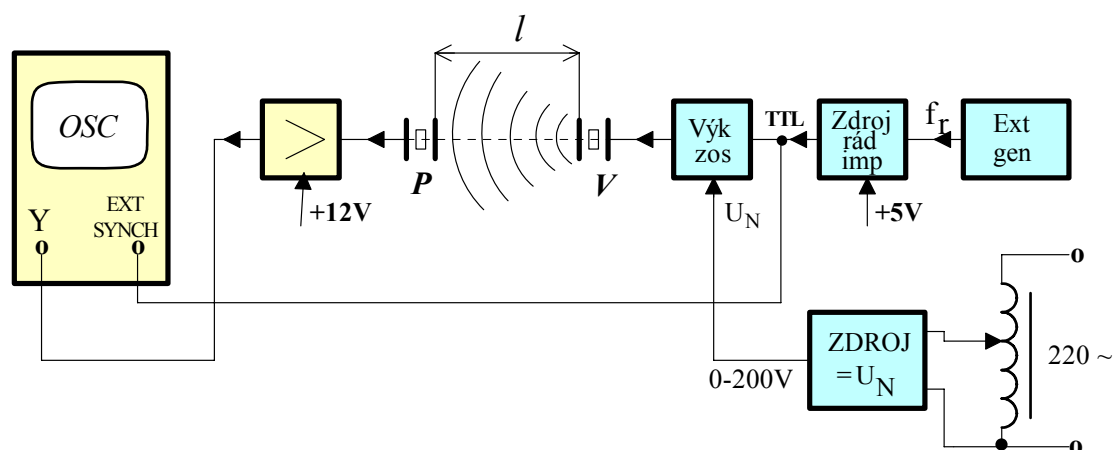 l
OSC
Y
EXT
SYNCH
+12V
P
V
Výk
zos
U_N
TTL
Zdroj
rád
imp
+5V
f_r
Ext
gen
0-200V
ZDROJ
=U_N
220 ~